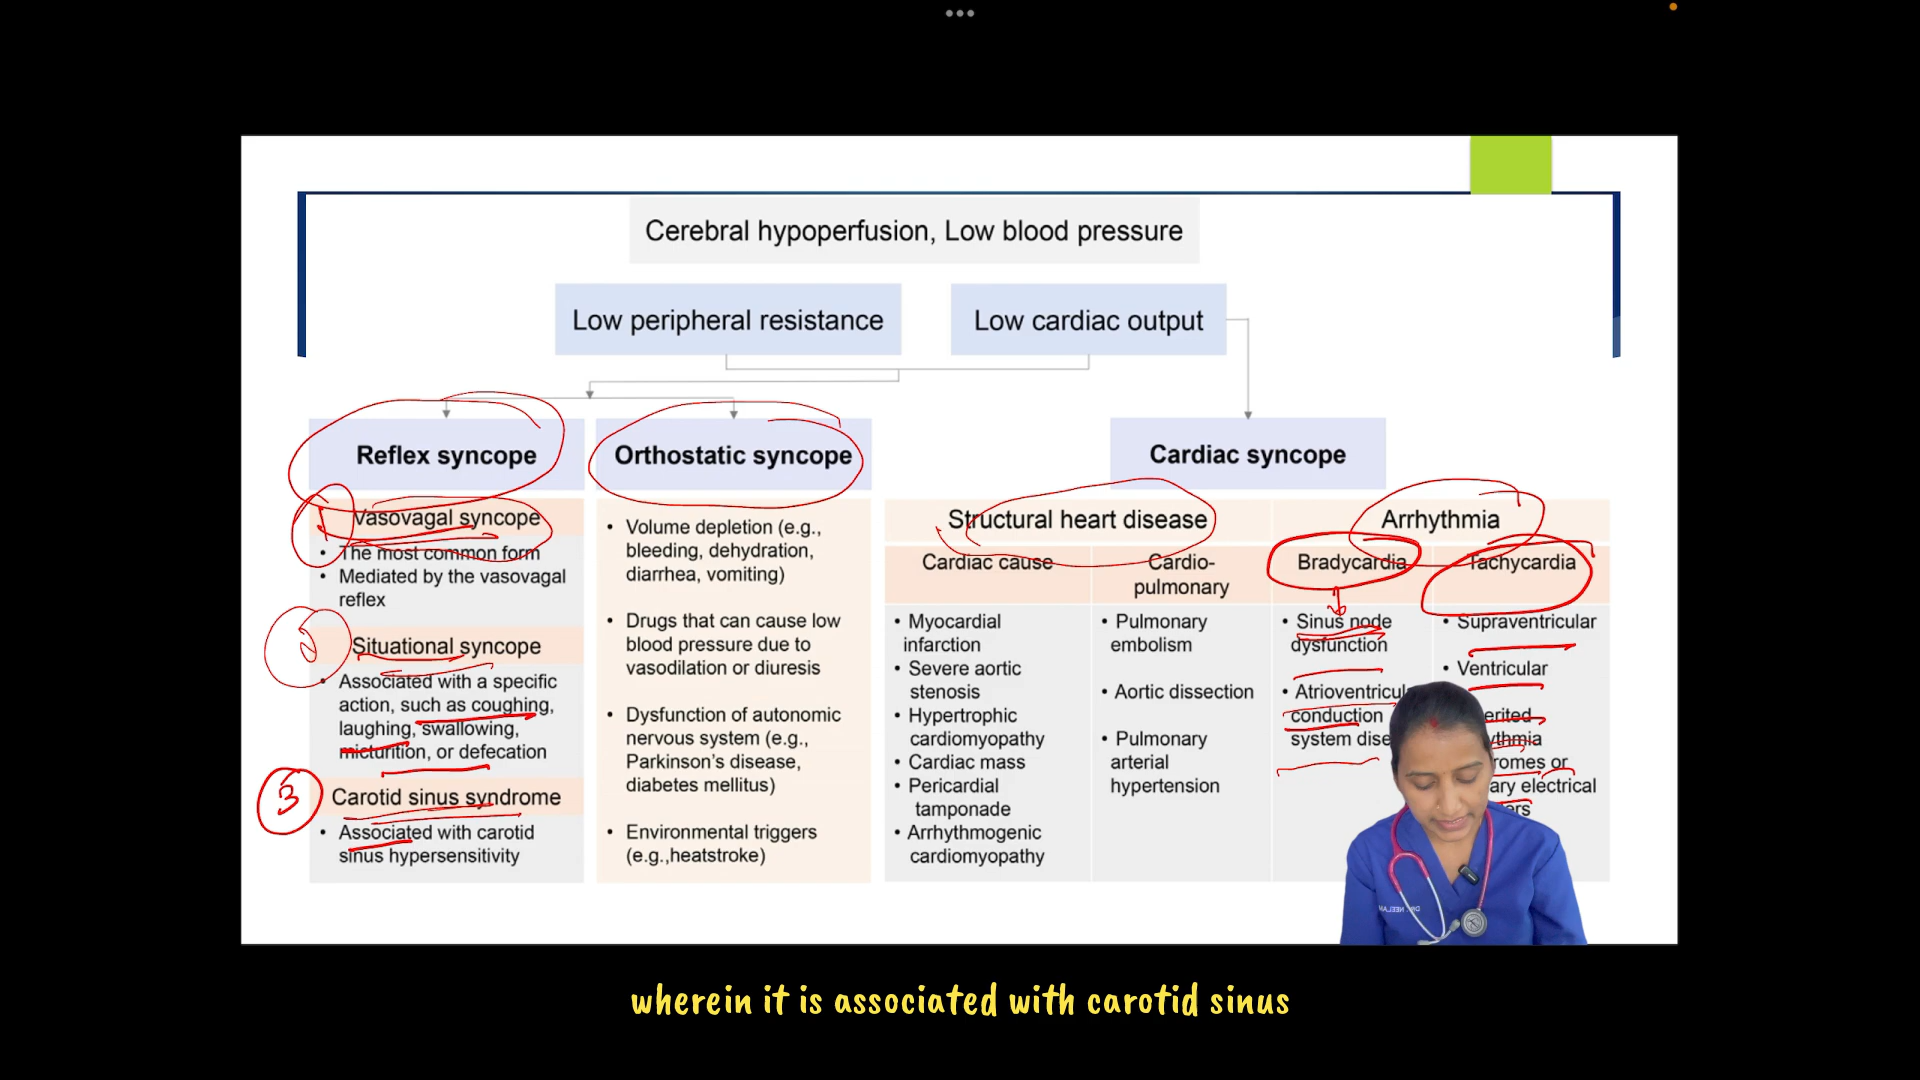 Cerebral hypoperfusion, Low blood pressure
Low peripheral resistance
Low cardiac output
Reflex syncope
Vasovagal syncope
• The most common form
• Mediated by the vasovagal
reflex
Situational syncope
• Associated with a specific
action, such as coughing,
laughing, swallowing,
micturition, or defecation
Carotid sinus syndrome
• Associated with carotid
sinus hypersensitivity
1
2
3
Orthostatic syncope
• Volume depletion (e.g.,
bleeding, dehydration,
diarrhea, vomiting)
• Drugs that can cause low
blood pressure due to
vasodilation or diuresis
• Dysfunction of autonomic
nervous system (e.g.,
Parkinson's disease,
diabetes mellitus)
• Environmental triggers
(e.g.,heatstroke)
Cardiac syncope
Structural heart disease
Cardiac cause
• Myocardial
infarction
• Severe aortic
stenosis
• Hypertrophic
cardiomyopathy
• Cardiac mass
• Pericardial
tamponade
• Arrhythmogenic
cardiomyopathy
Cardio-
pulmonary
• Pulmonary
embolism
• Aortic dissection
• Pulmonary
arterial
hypertension
Arrhythmia
Bradycardia
• Sinus node
dysfunction
• Atrioventricul
conduction
system dise
Tachycardia
• Supraventricular
• Ventricular
erited
ythmia
romes or
ary electrical
ers
wherein it is associated with carotid sinus